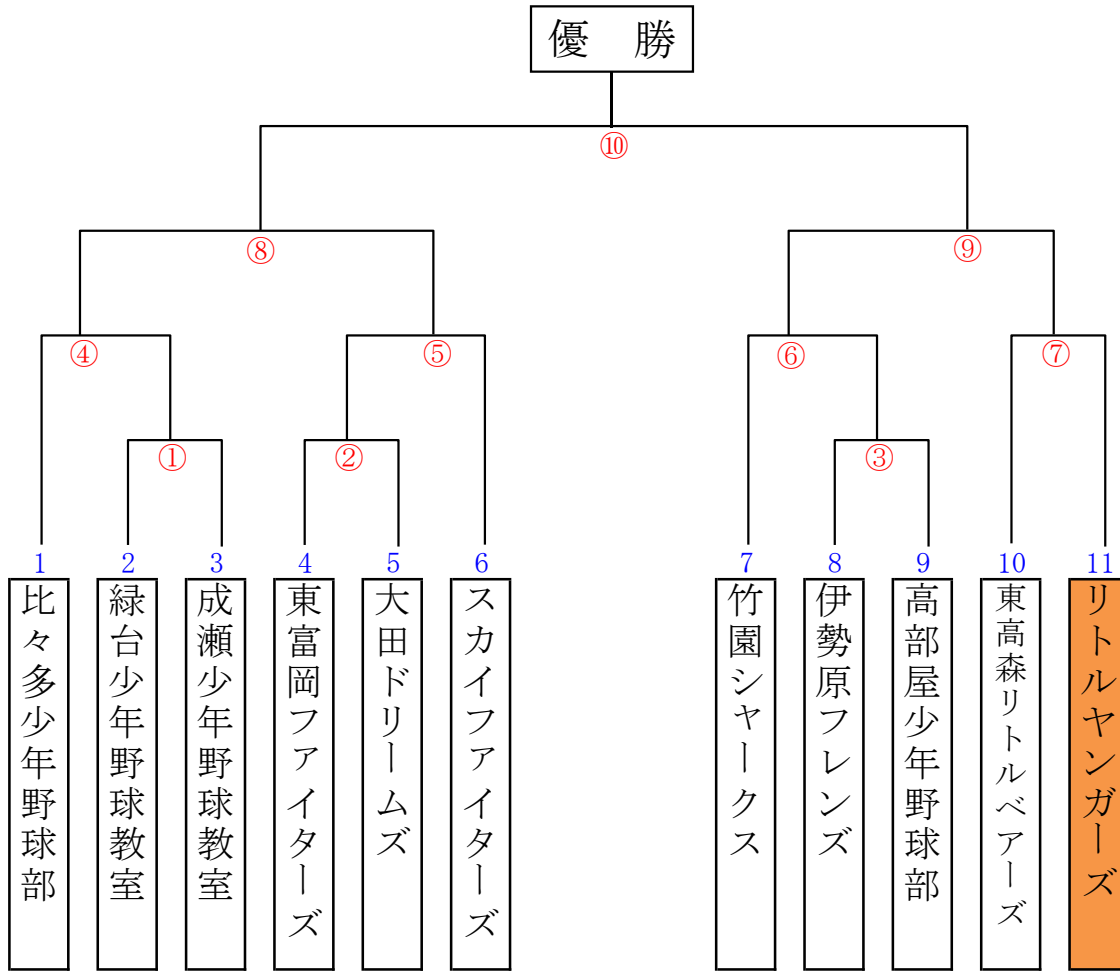 優　勝
⑩
⑧
⑨
④
⑤
⑥
⑦
①
②
③
1
2
3
4
5
6
7
8
9
10
11
比々多少年野球部
緑台少年野球教室
成瀬少年野球教室
東富岡ファイターズ
大田ドリームズ
スカイファイターズ
竹園シャークス
伊勢原フレンズ
高部屋少年野球部
東高森リトルベアーズ
リトルヤンガーズ